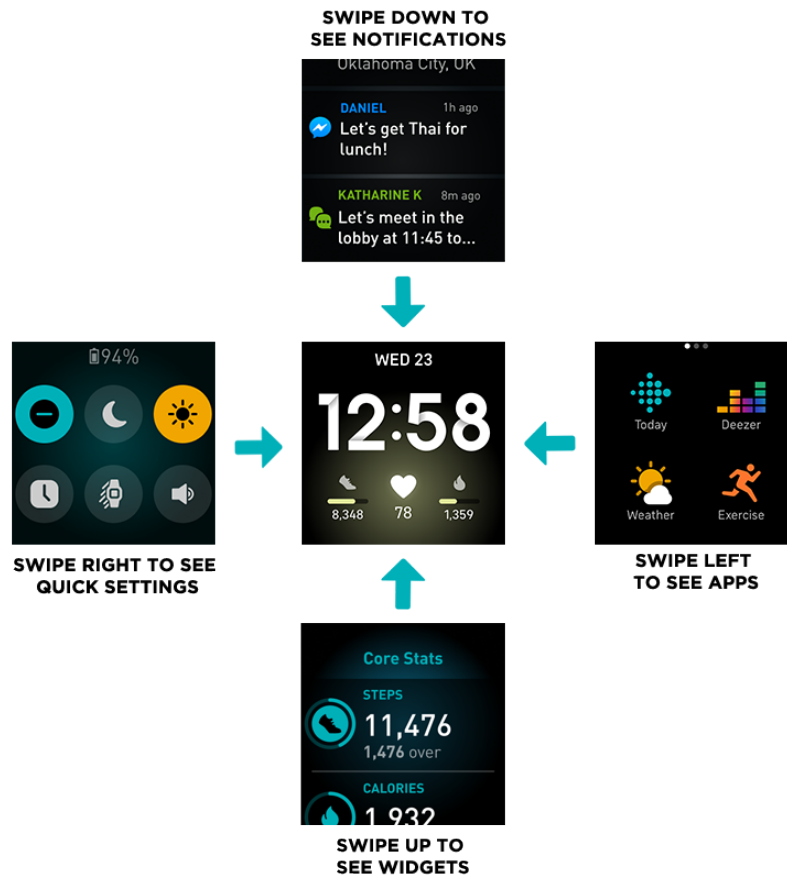 SWIPE DOWN TO
SEE NOTIFICATIONS
Oklahoma City, OK
DANIEL 1h ago
Let's get Thai for
lunch!
KATHARINE K 8m ago
Let's meet in the
lobby at 11:45 to...
94%
WED 23
12:58
8,348 78 1,359
Today Deezer
Weather Exercise
SWIPE RIGHT TO SEE
QUICK SETTINGS
SWIPE LEFT
TO SEE APPS
Core Stats
STEPS
11,476
1,476 over
CALORIES
1,932
SWIPE UP TO
SEE WIDGETS